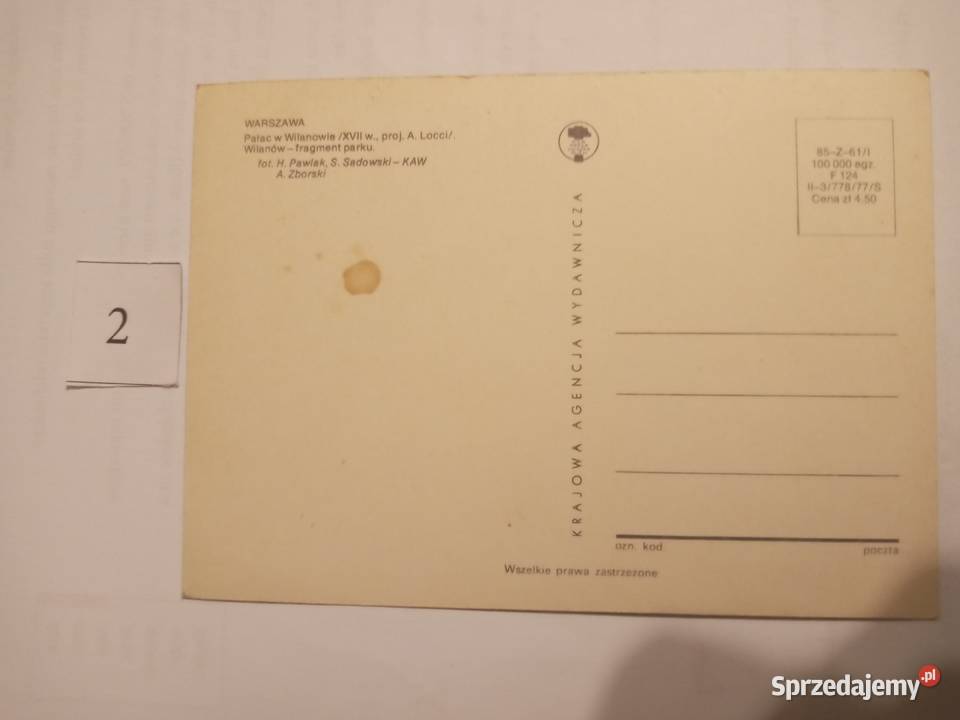 WARSZAWA
Pałac w Wilanowie /XVII w., proj. A. Locci/.
Wilanów – fragment parku.
fot. H. Pawlak, S. Sadowski – KAW
A. Zborski
85–Z–61/I
100 000 egz.
F 124
II–3/778/77/S
Cena zł 4.50
KRAJOWA AGENCJA WYDAWNICZA
2
ozn. kod
poczta
Wszelkie prawa zastrzeżone
Sprzedajemy.pl